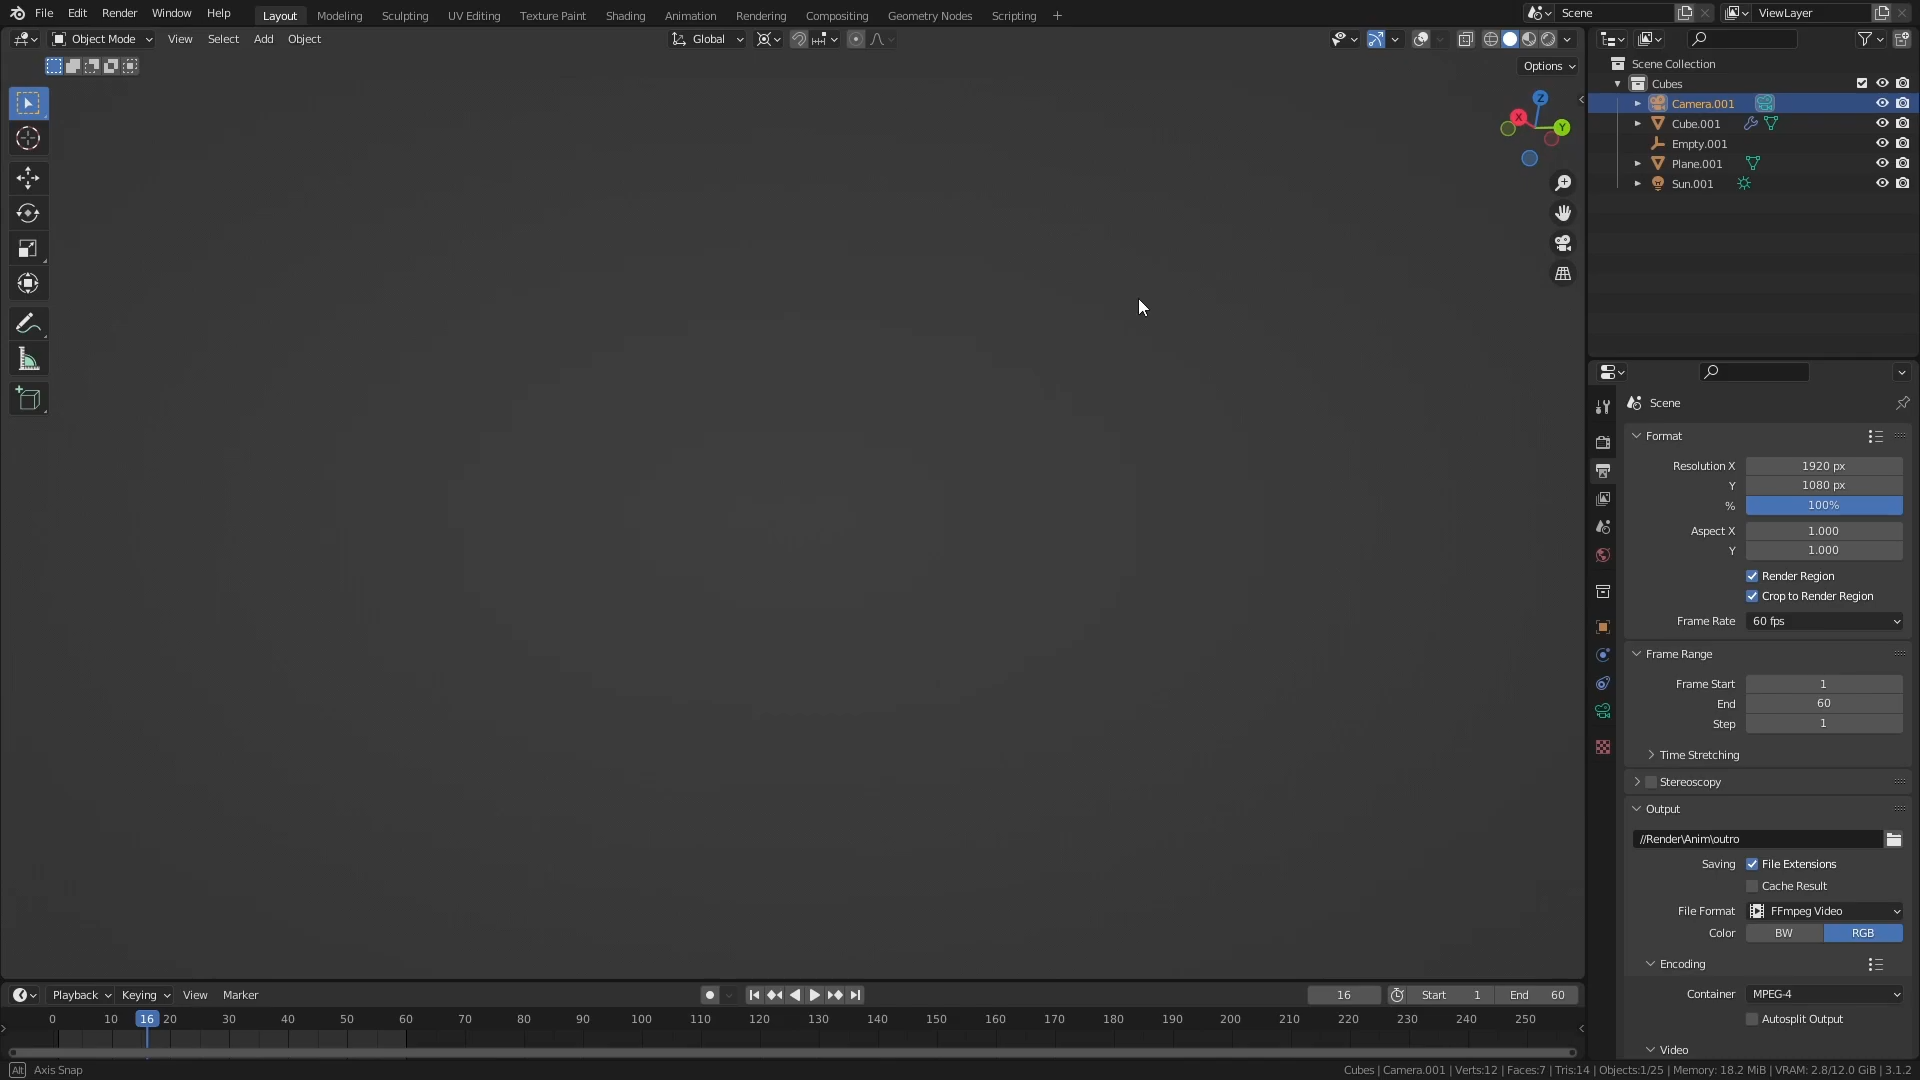 File Edit Render Window Help Layout Modeling Sculpting UV Editing Texture Paint Shading Animation Rendering Compositing Geometry Nodes Scripting + Scene ViewLayer
Object Mode View Select Add Object Global
Options
X Y Z
Scene Collection
Cubes
Camera.001
Cube.001
Empty.001
Plane.001
Sun.001
Scene
Format
Resolution X 1920 px
Y 1080 px
% 100%
Aspect X 1.000
Y 1.000
Render Region
Crop to Render Region
Frame Rate 60 fps
Frame Range
Frame Start 1
End 60
Step 1
Time Stretching
Stereoscopy
Output
//Render\Anim\outro
Saving File Extensions
Cache Result
File Format FFmpeg Video
Color BW RGB
Encoding
Container MPEG-4
Autosplit Output
Video
Playback Keying View Marker 16 Start 1 End 60
0 10 16 20 30 40 50 60 70 80 90 100 110 120 130 140 150 160 170 180 190 200 210 220 230 240 250
Alt Axis Snap
Cubes | Camera.001 | Verts:12 | Faces:7 | Tris:14 | Objects:1/25 | Memory: 18.2 MiB | VRAM: 2.8/12.0 GiB | 3.1.2